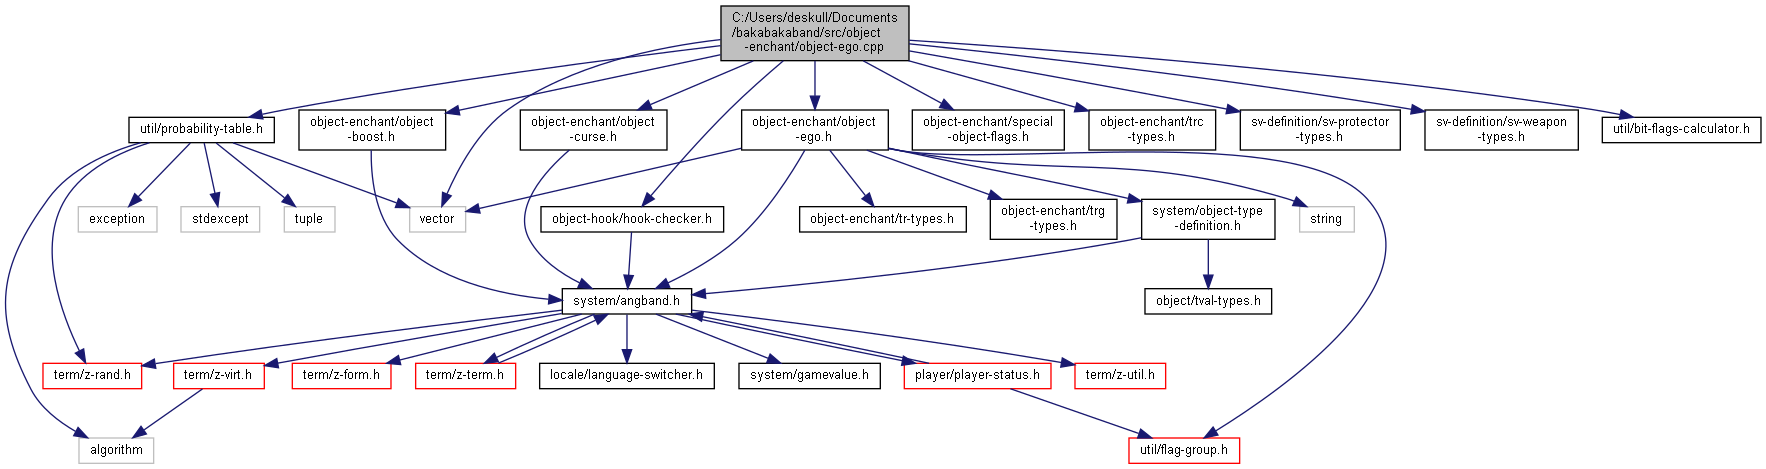 C:/Users/deskull/Documents
/bakabakaband/src/object
-enchant/object-ego.cpp
util/probability-table.h
object-enchant/object
-boost.h
object-enchant/object
-curse.h
object-enchant/object
-ego.h
object-enchant/special
-object-flags.h
object-enchant/trc
-types.h
sv-definition/sv-protector
-types.h
sv-definition/sv-weapon
-types.h
util/bit-flags-calculator.h
exception
stdexcept
tuple
vector
object-hook/hook-checker.h
object-enchant/tr-types.h
object-enchant/trg
-types.h
system/object-type
-definition.h
string
system/angband.h
object/tval-types.h
term/z-rand.h
term/z-virt.h
term/z-form.h
term/z-term.h
locale/language-switcher.h
system/gamevalue.h
player/player-status.h
term/z-util.h
algorithm
util/flag-group.h